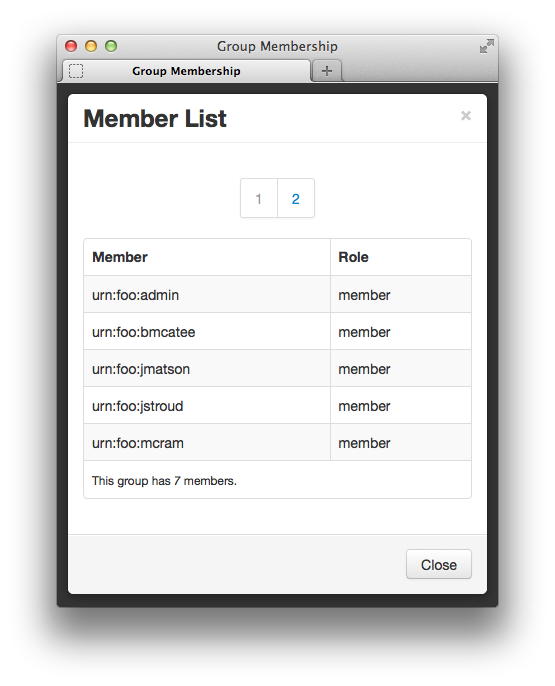 Group Membership
Group Membership
Member List ×
1 2
Member Role
urn:foo:admin member
urn:foo:bmcatee member
urn:foo:jmatson member
urn:foo:jstroud member
urn:foo:mcram member
This group has 7 members.
Close